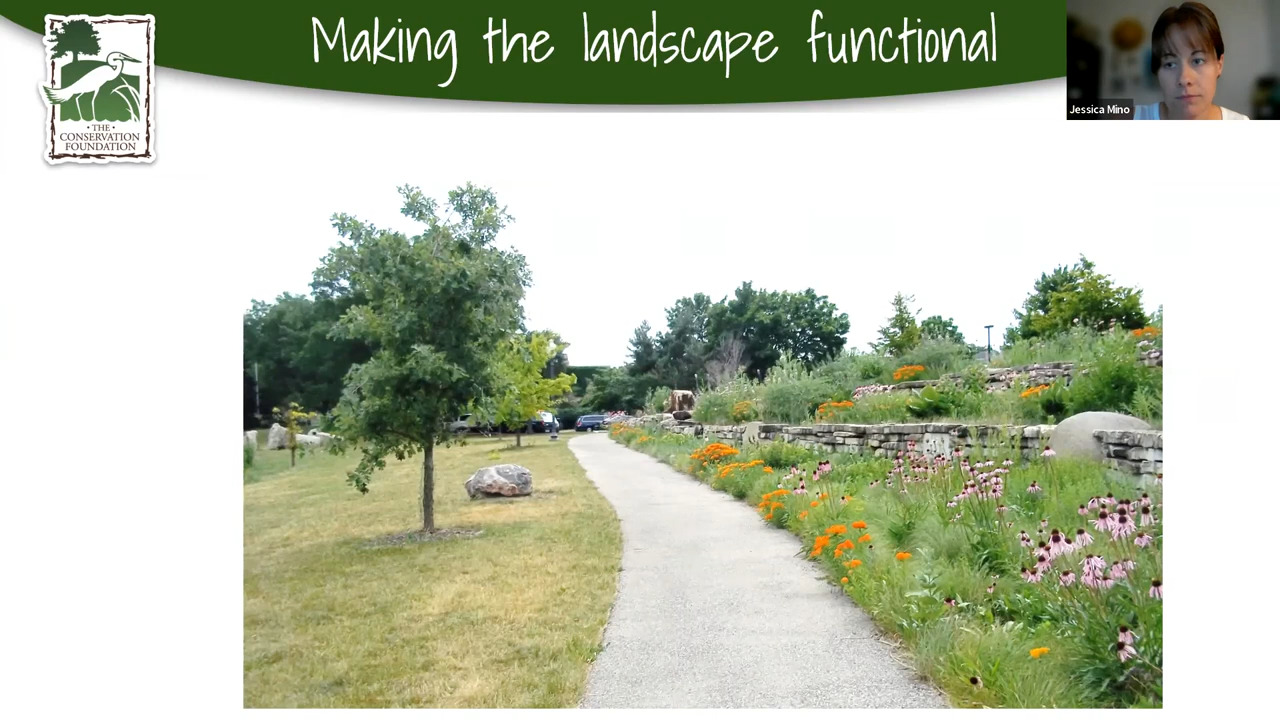 Making the landscape functional
Jessica Mino
• THE •
CONSERVATION
FOUNDATION